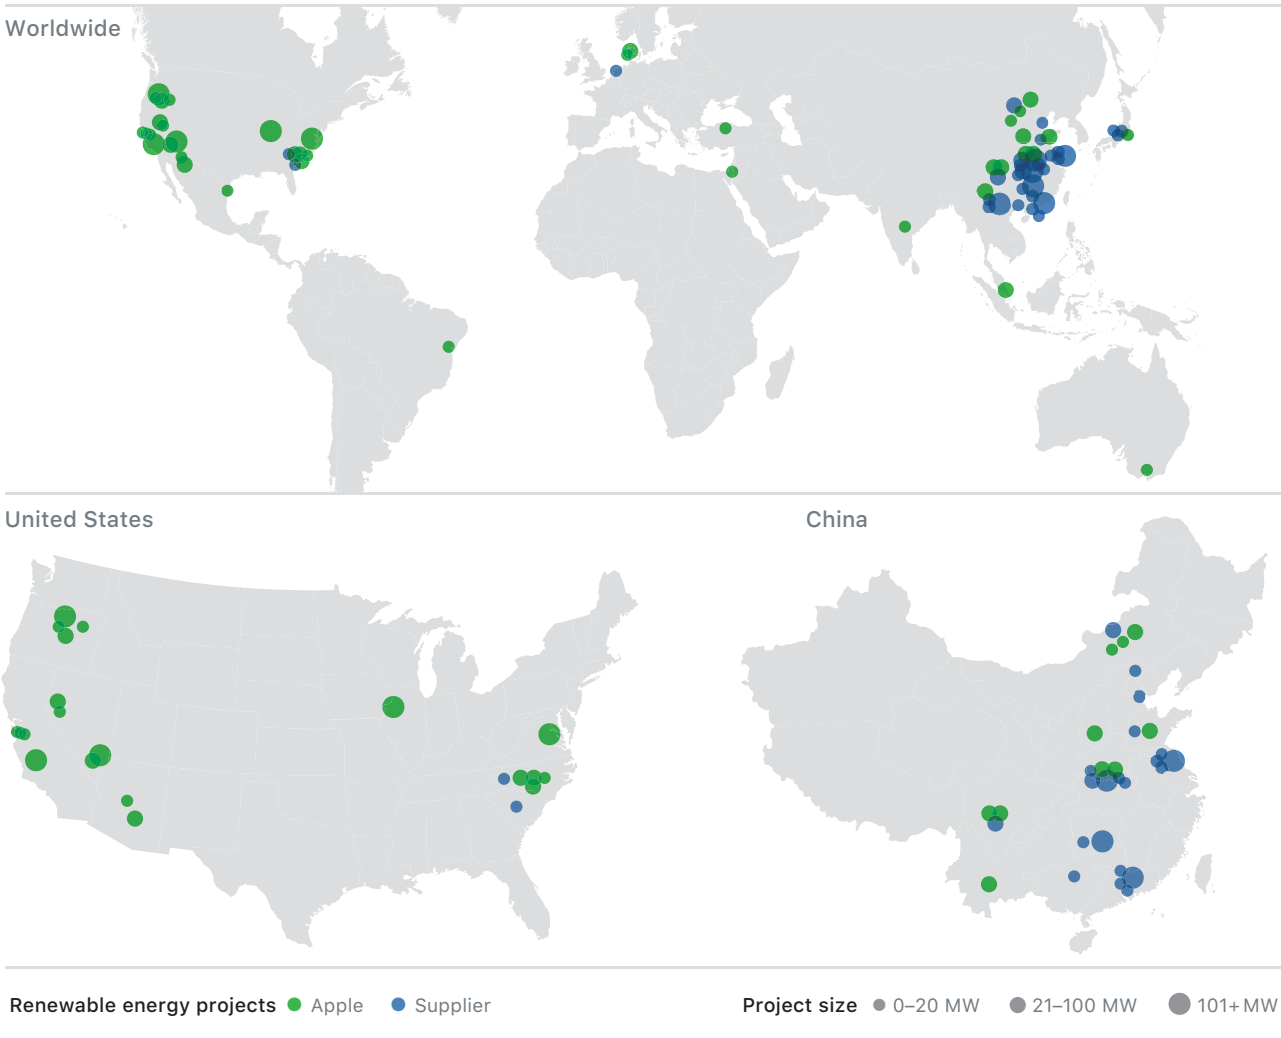 Worldwide
United States
China
Renewable energy projects Apple Supplier Project size 0–20 MW 21–100 MW 101+ MW